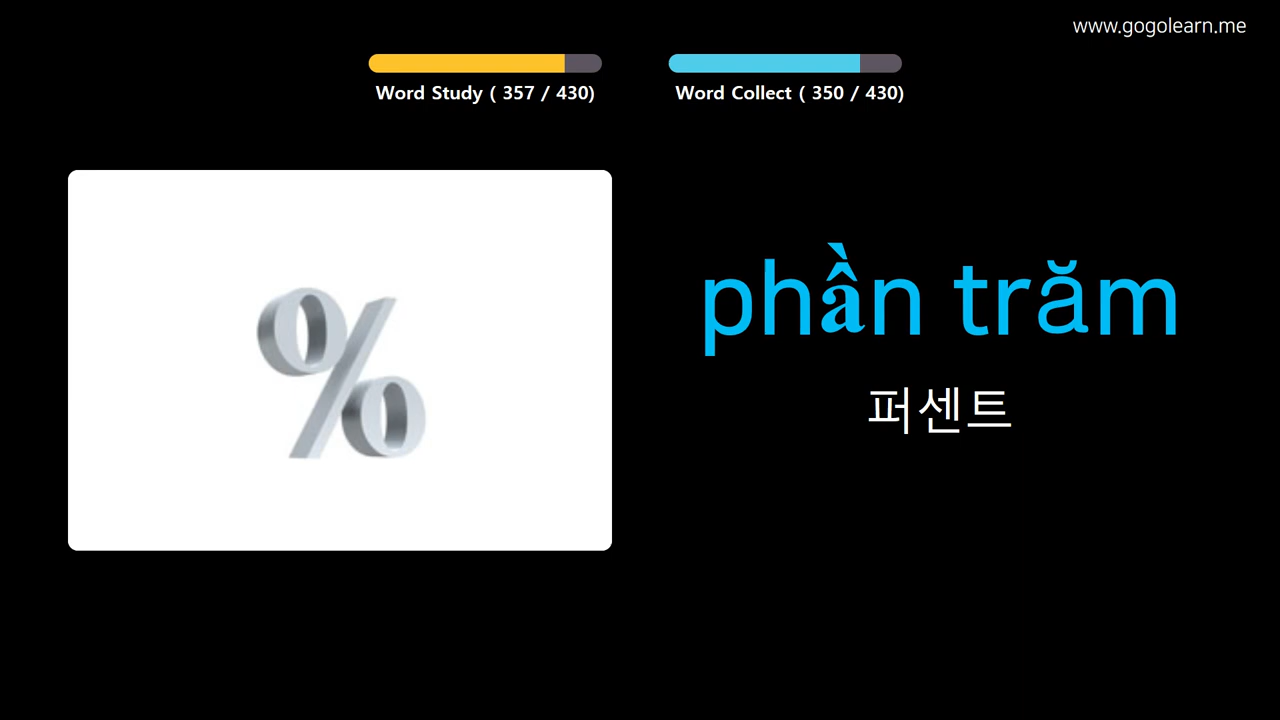 www.gogolearn.me
Word Study ( 357 / 430)
Word Collect ( 350 / 430)
%
phần trăm
퍼센트